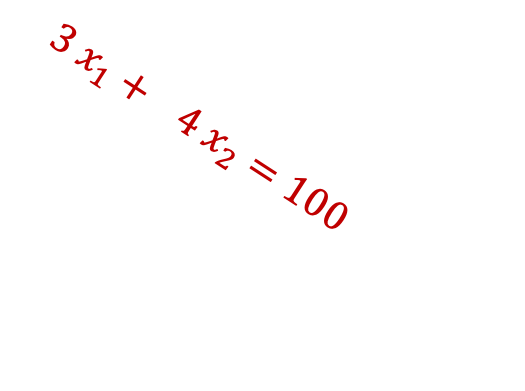 3 x₁ + 4 x₂ = 100